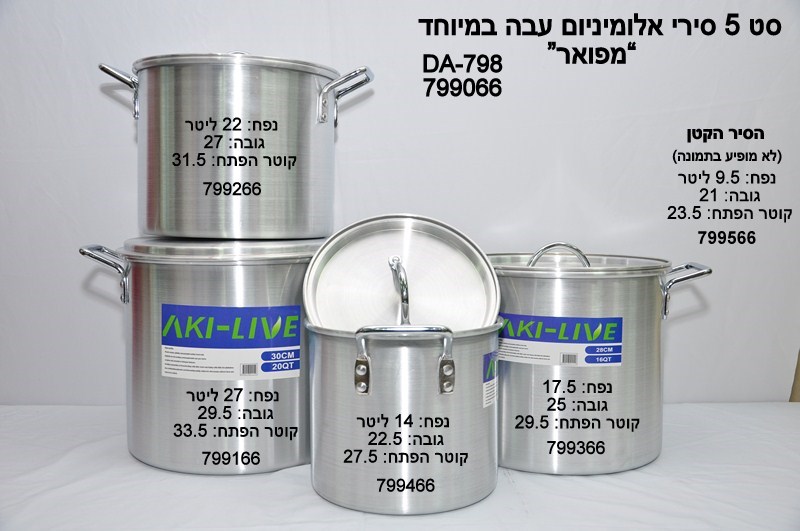 סט 5 סירי אלומיניום עבה במיוחד
“מפואר”
DA-798
799066
נפח: 22 ליטר
גובה: 27
קוטר הפתח: 31.5
799266
הסיר הקטן
(לא מופיע בתמונה)
נפח: 9.5 ליטר
גובה: 21
קוטר הפתח: 23.5
799566
AKI-LIVE
30CM
20QT
נפח: 27 ליטר
גובה: 29.5
קוטר הפתח: 33.5
799166
נפח: 14 ליטר
גובה: 22.5
קוטר הפתח: 27.5
799466
AKI-LIVE
28CM
16QT
נפח: 17.5
גובה: 25
קוטר הפתח: 29.5
799366